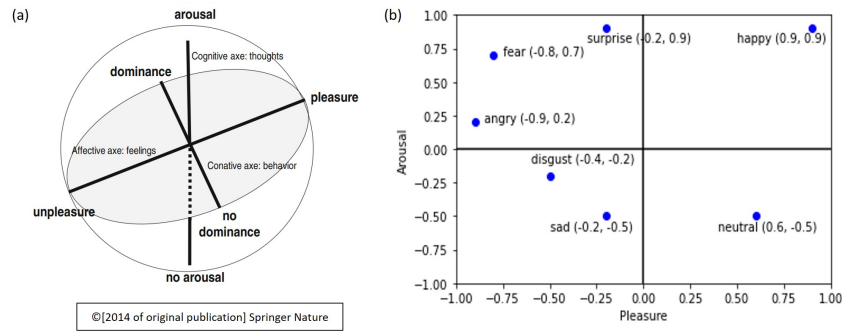 (a)
arousal
Cognitive axe: thoughts
dominance
pleasure
Affective axe: feelings
Conative axe: behavior
unpleasure
no
dominance
no arousal
©[2014 of original publication] Springer Nature
(b)
1.00
0.75
0.50
0.25
0.00
−0.25
−0.50
−0.75
−1.00
Arousal
surprise (-0.2, 0.9)
happy (0.9, 0.9)
fear (-0.8, 0.7)
angry (-0.9, 0.2)
disgust (-0.4, -0.2)
sad (-0.2, -0.5)
neutral (0.6, -0.5)
−1.00 −0.75 −0.50 −0.25 0.00 0.25 0.50 0.75 1.00
Pleasure